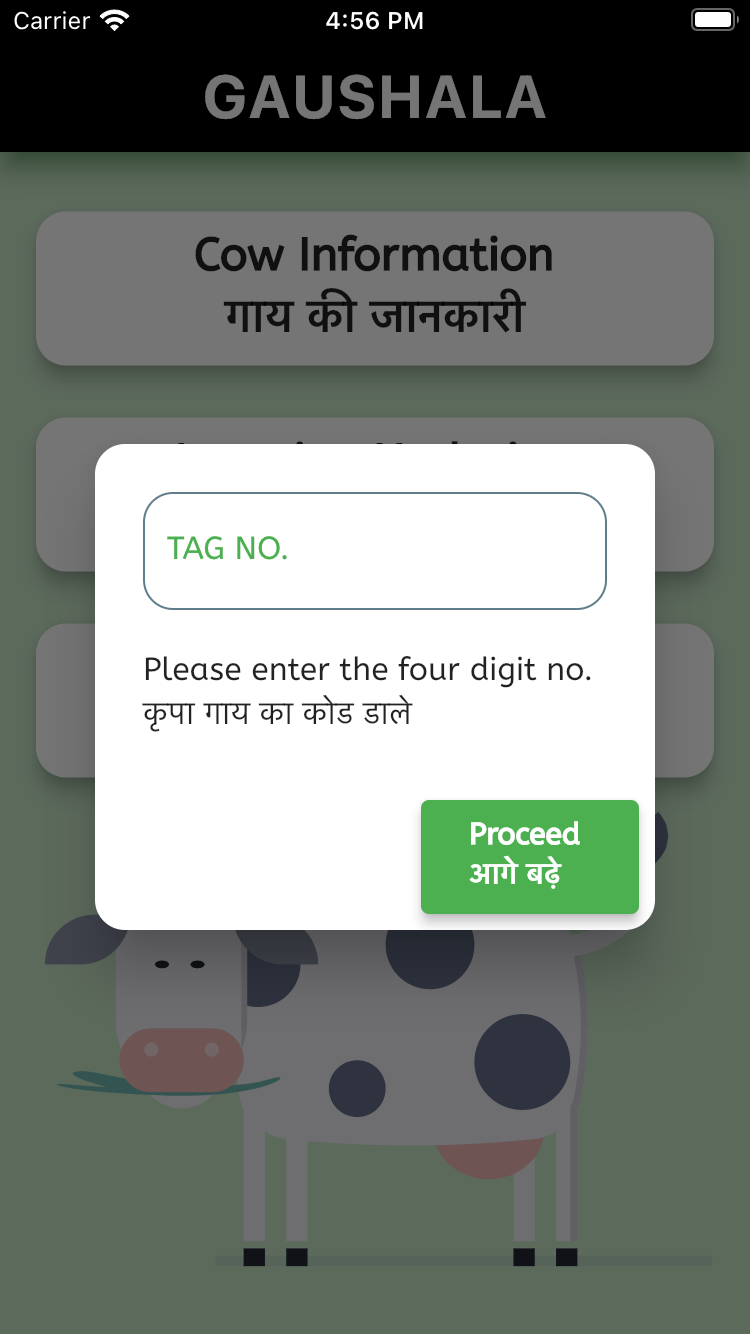 Carrier 4:56 PM
GAUSHALA
Cow Information
गाय की जानकारी
TAG NO.
Please enter the four digit no.
कृपा गाय का कोड डाले
Proceed
आगे बढ़े